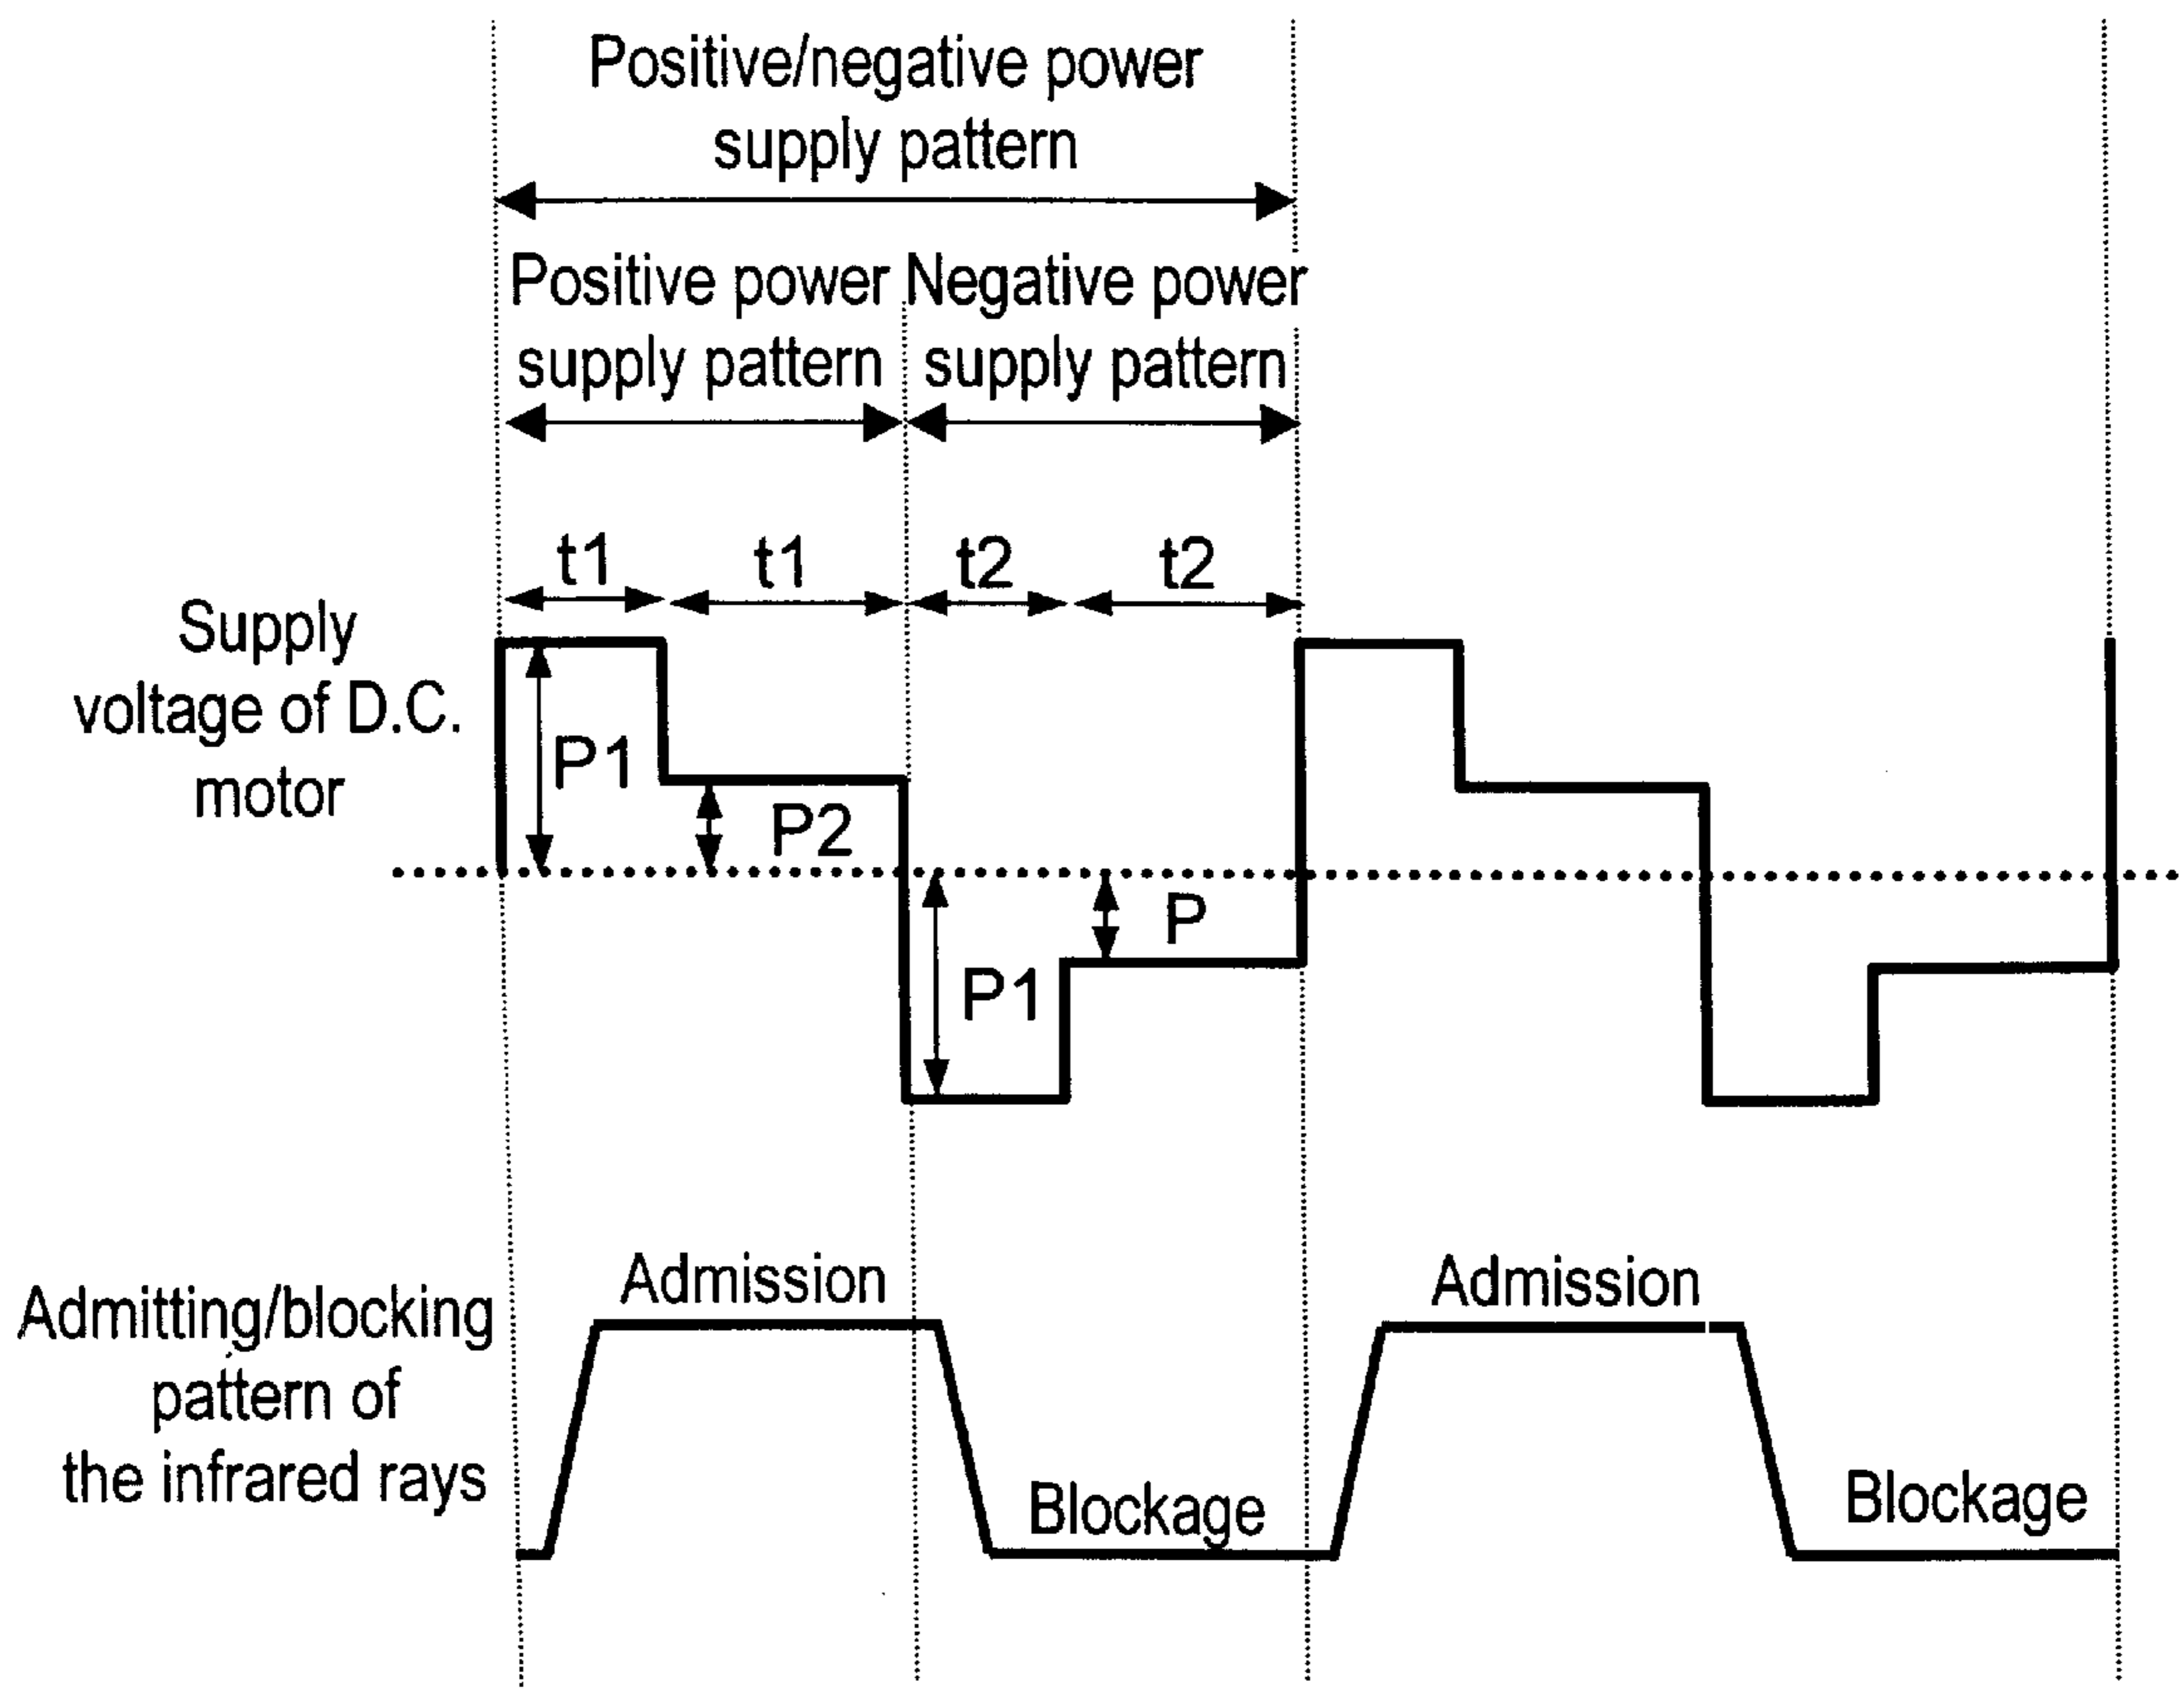 Positive/negative power
supply pattern
Positive power
supply pattern
Negative power
supply pattern
t1
t1
t2
t2
Supply
voltage of D.C.
motor
P1
P2
P
P1
Admitting/blocking
pattern of
the infrared rays
Admission
Blockage
Admission
Blockage